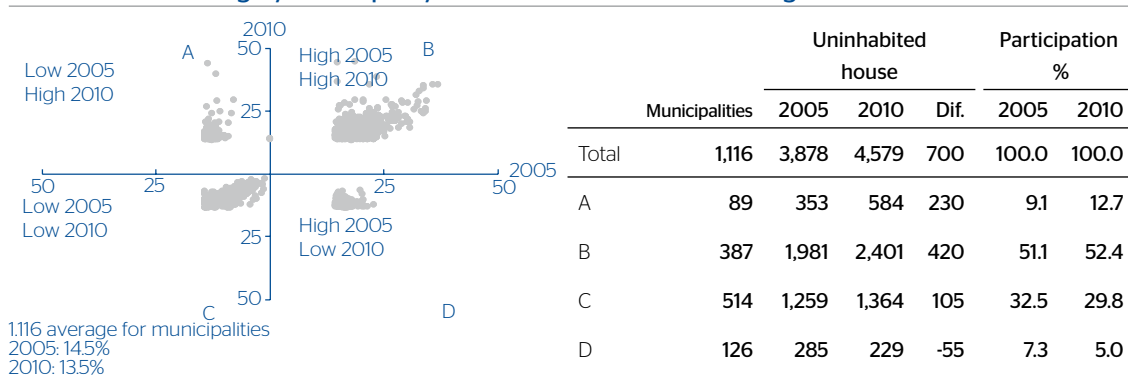 2010
A
50
B
Low 2005
High 2010
High 2005
High 2010
25
50
25
25
50
2005
Low 2005
Low 2010
High 2005
Low 2010
25
50
C
D
1.116 average for municipalities
2005: 14.5%
2010: 13.5%
Uninhabited house Participation %
Municipalities 2005 2010 Dif. 2005 2010
Total 1,116 3,878 4,579 700 100.0 100.0
A 89 353 584 230 9.1 12.7
B 387 1,981 2,401 420 51.1 52.4
C 514 1,259 1,364 105 32.5 29.8
D 126 285 229 -55 7.3 5.0